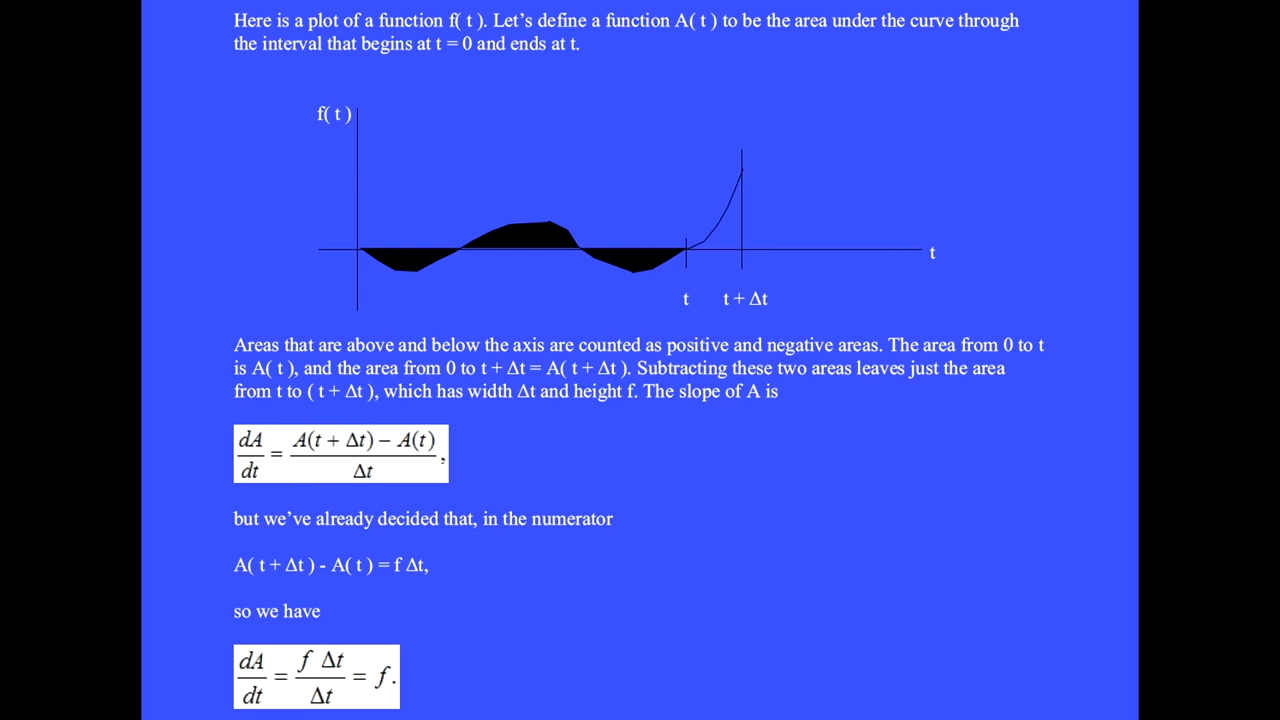 Here is a plot of a function f( t ). Let’s define a function A( t ) to be the area under the curve through
the interval that begins at t = 0 and ends at t.
f( t )
t
t t + Δt
Areas that are above and below the axis are counted as positive and negative areas. The area from 0 to t
is A( t ), and the area from 0 to t + Δt = A( t + Δt ). Subtracting these two areas leaves just the area
from t to ( t + Δt ), which has width Δt and height f. The slope of A is
dA/dt = A(t + Δt) − A(t)/Δt,
but we’ve already decided that, in the numerator
A( t + Δt ) - A( t ) = f Δt,
so we have
dA/dt = f Δt/Δt = f.